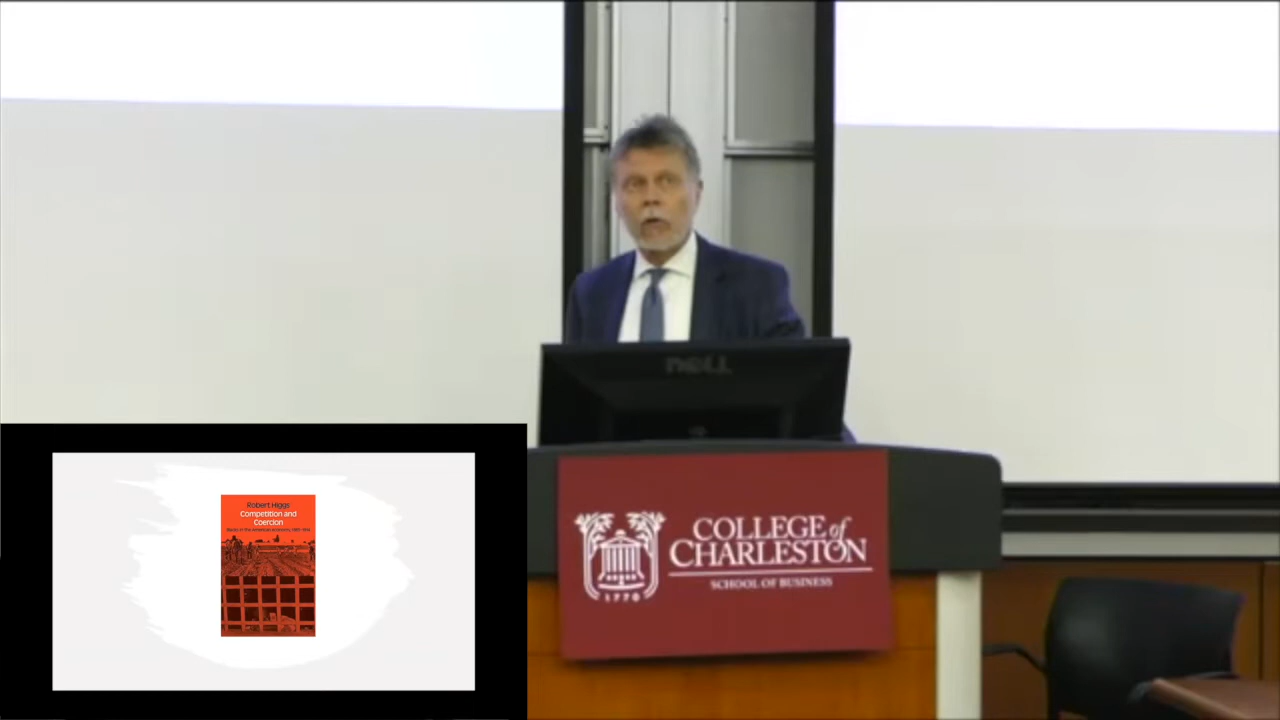 DELL
COLLEGE of
CHARLESTON
SCHOOL OF BUSINESS
1770
Robert Higgs
Competition and
Coercion